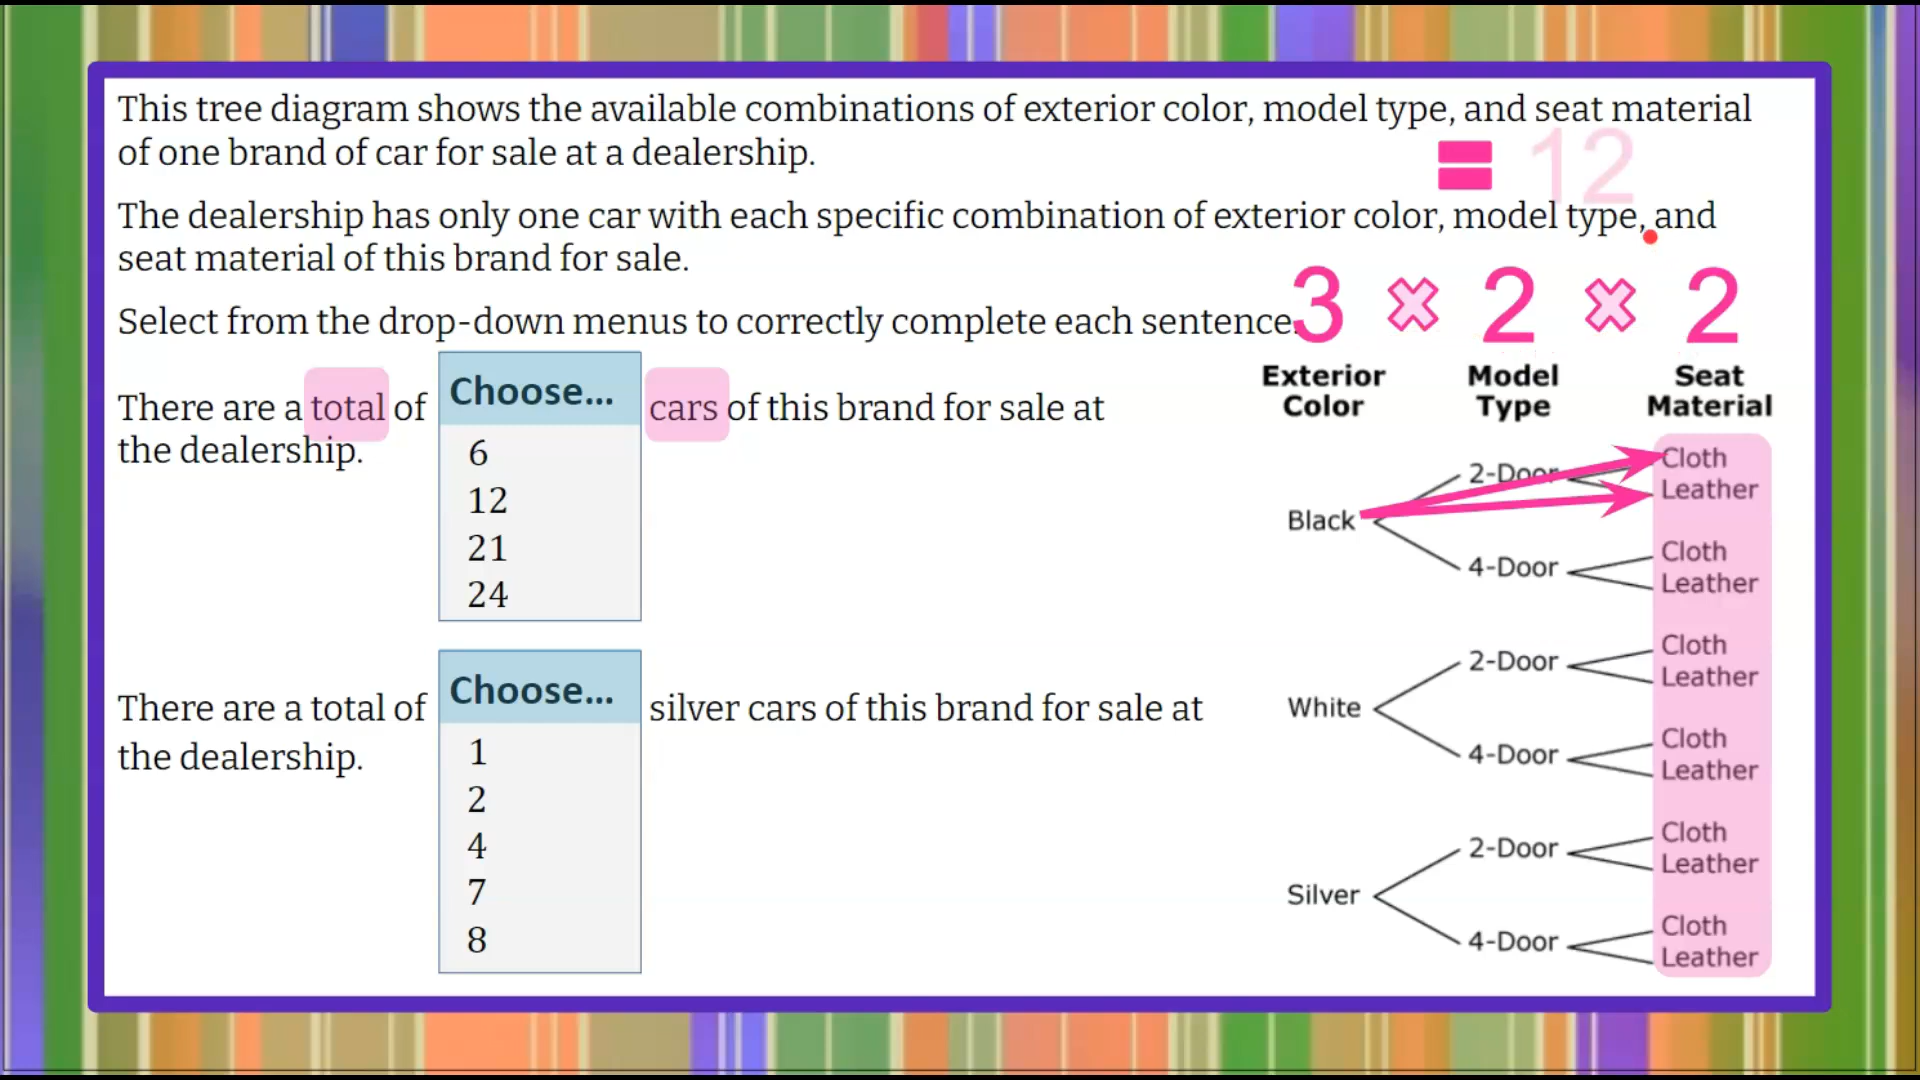 This tree diagram shows the available combinations of exterior color, model type, and seat material
of one brand of car for sale at a dealership.
= 12
The dealership has only one car with each specific combination of exterior color, model type, and
seat material of this brand for sale.
Select from the drop-down menus to correctly complete each sentence.
3 × 2 × 2
There are a total of Choose... cars of this brand for sale at
the dealership.
6
12
21
24
There are a total of Choose... silver cars of this brand for sale at
the dealership.
1
2
4
7
8
Exterior Color
Model Type
Seat Material
Black
2-Door
Cloth
Leather
4-Door
Cloth
Leather
White
2-Door
Cloth
Leather
4-Door
Cloth
Leather
Silver
2-Door
Cloth
Leather
4-Door
Cloth
Leather